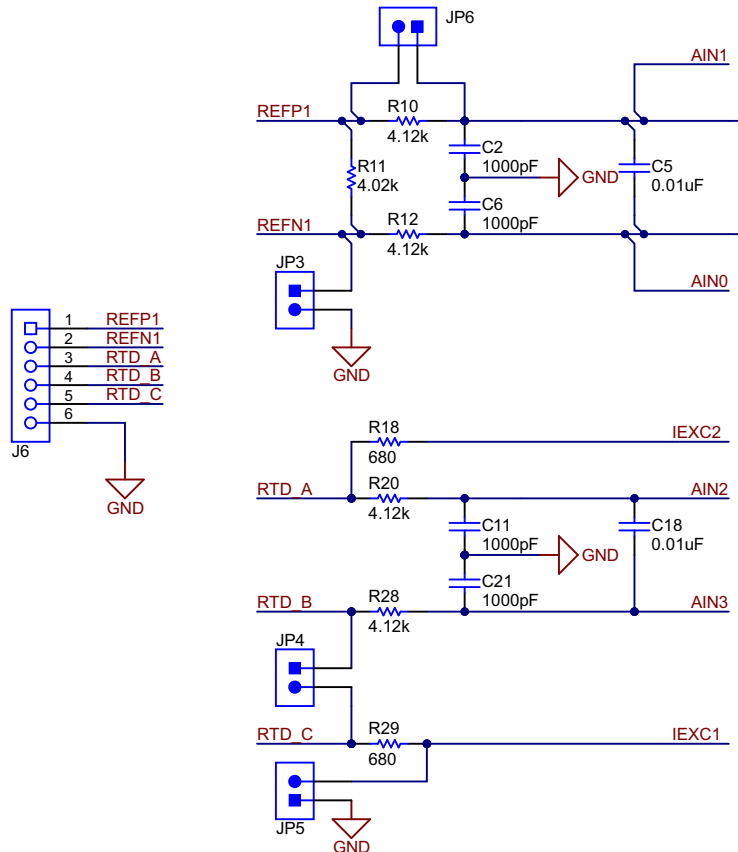 JP6
AIN1
REFP1
R10
4.12k
C2
1000pF
R11
4.02k
GND
C5
0.01uF
C6
1000pF
REFN1
R12
4.12k
JP3
AIN0
GND
1 REFP1
2 REFN1
3 RTD_A
4 RTD_B
5 RTD_C
6
J6
GND
R18
680
IEXC2
RTD_A
R20
4.12k
AIN2
C11
1000pF
GND
C18
0.01uF
C21
1000pF
RTD_B
R28
4.12k
AIN3
JP4
RTD_C
R29
680
IEXC1
JP5
GND